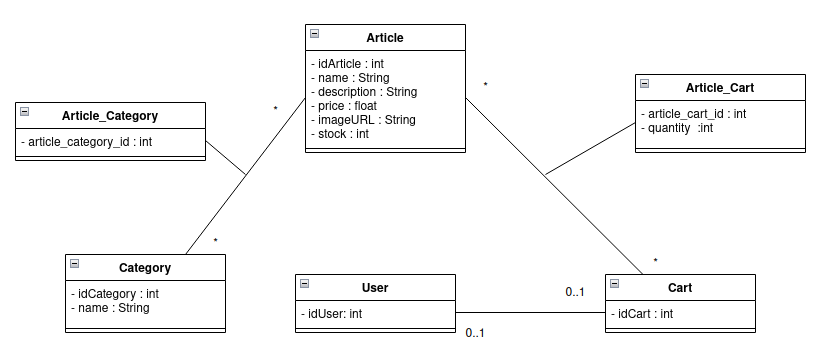 Article
- idArticle : int
- name : String
- description : String
- price : float
- imageURL : String
- stock : int
Article_Category
- article_category_id : int
Article_Cart
- article_cart_id : int
- quantity  :int
*
*
*
*
Category
- idCategory : int
- name : String
User
- idUser: int
0..1
0..1
Cart
- idCart : int